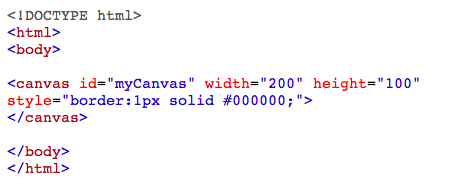 <!DOCTYPE html>
<html>
<body>
<canvas id="myCanvas" width="200" height="100"
style="border:1px solid #000000;">
</canvas>
</body>
</html>